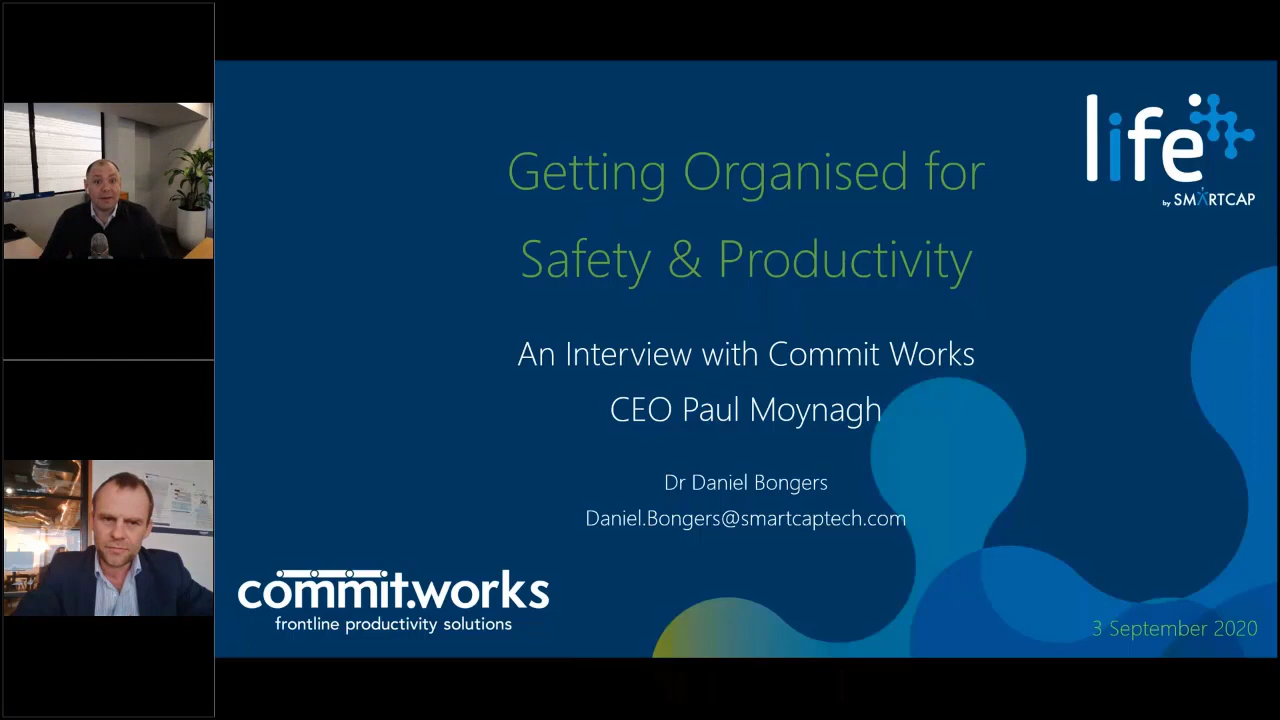 Getting Organised for
Safety & Productivity
An Interview with Commit Works
CEO Paul Moynagh
Dr Daniel Bongers
Daniel.Bongers@smartcaptech.com
life
by SMARTCAP
commit.works
frontline productivity solutions
3 September 2020